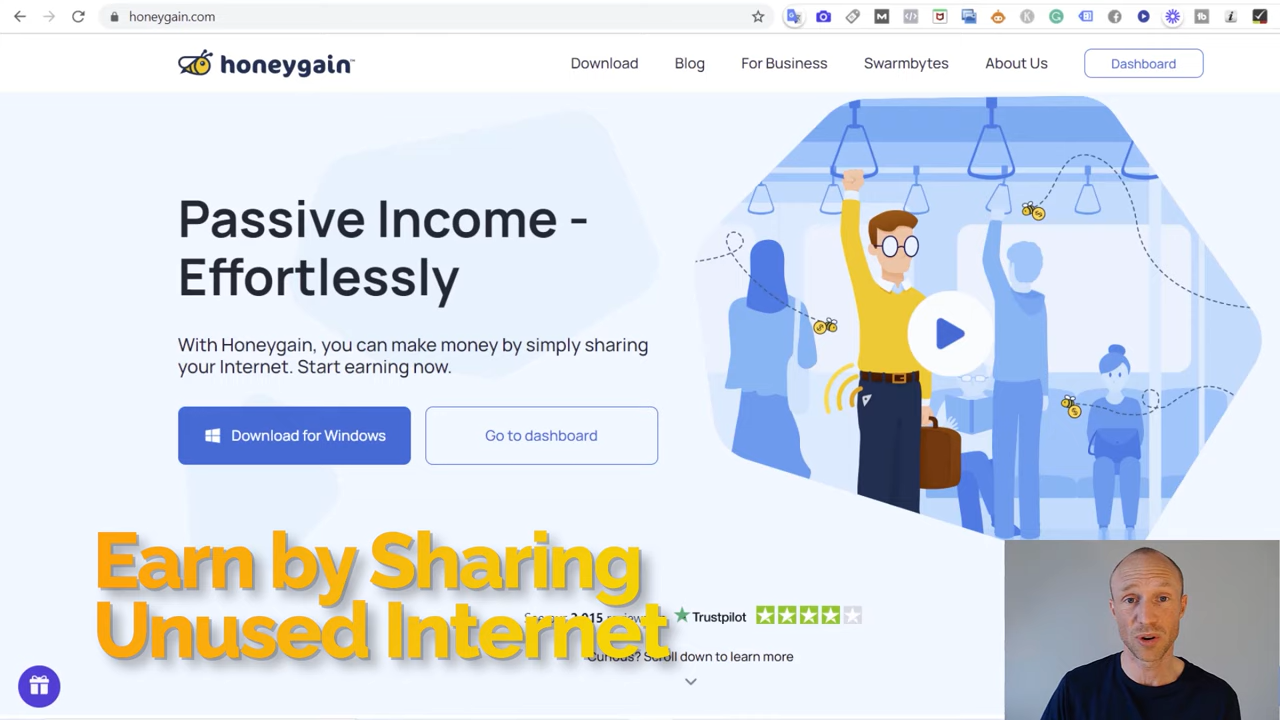 honeygain.com
honeygain™
Download
Blog
For Business
Swarmbytes
About Us
Dashboard
Passive Income -
Effortlessly
With Honeygain, you can make money by simply sharing
your Internet. Start earning now.
Download for Windows
Go to dashboard
Earn by Sharing
Unused Internet
Trustpilot
Curious? Scroll down to learn more